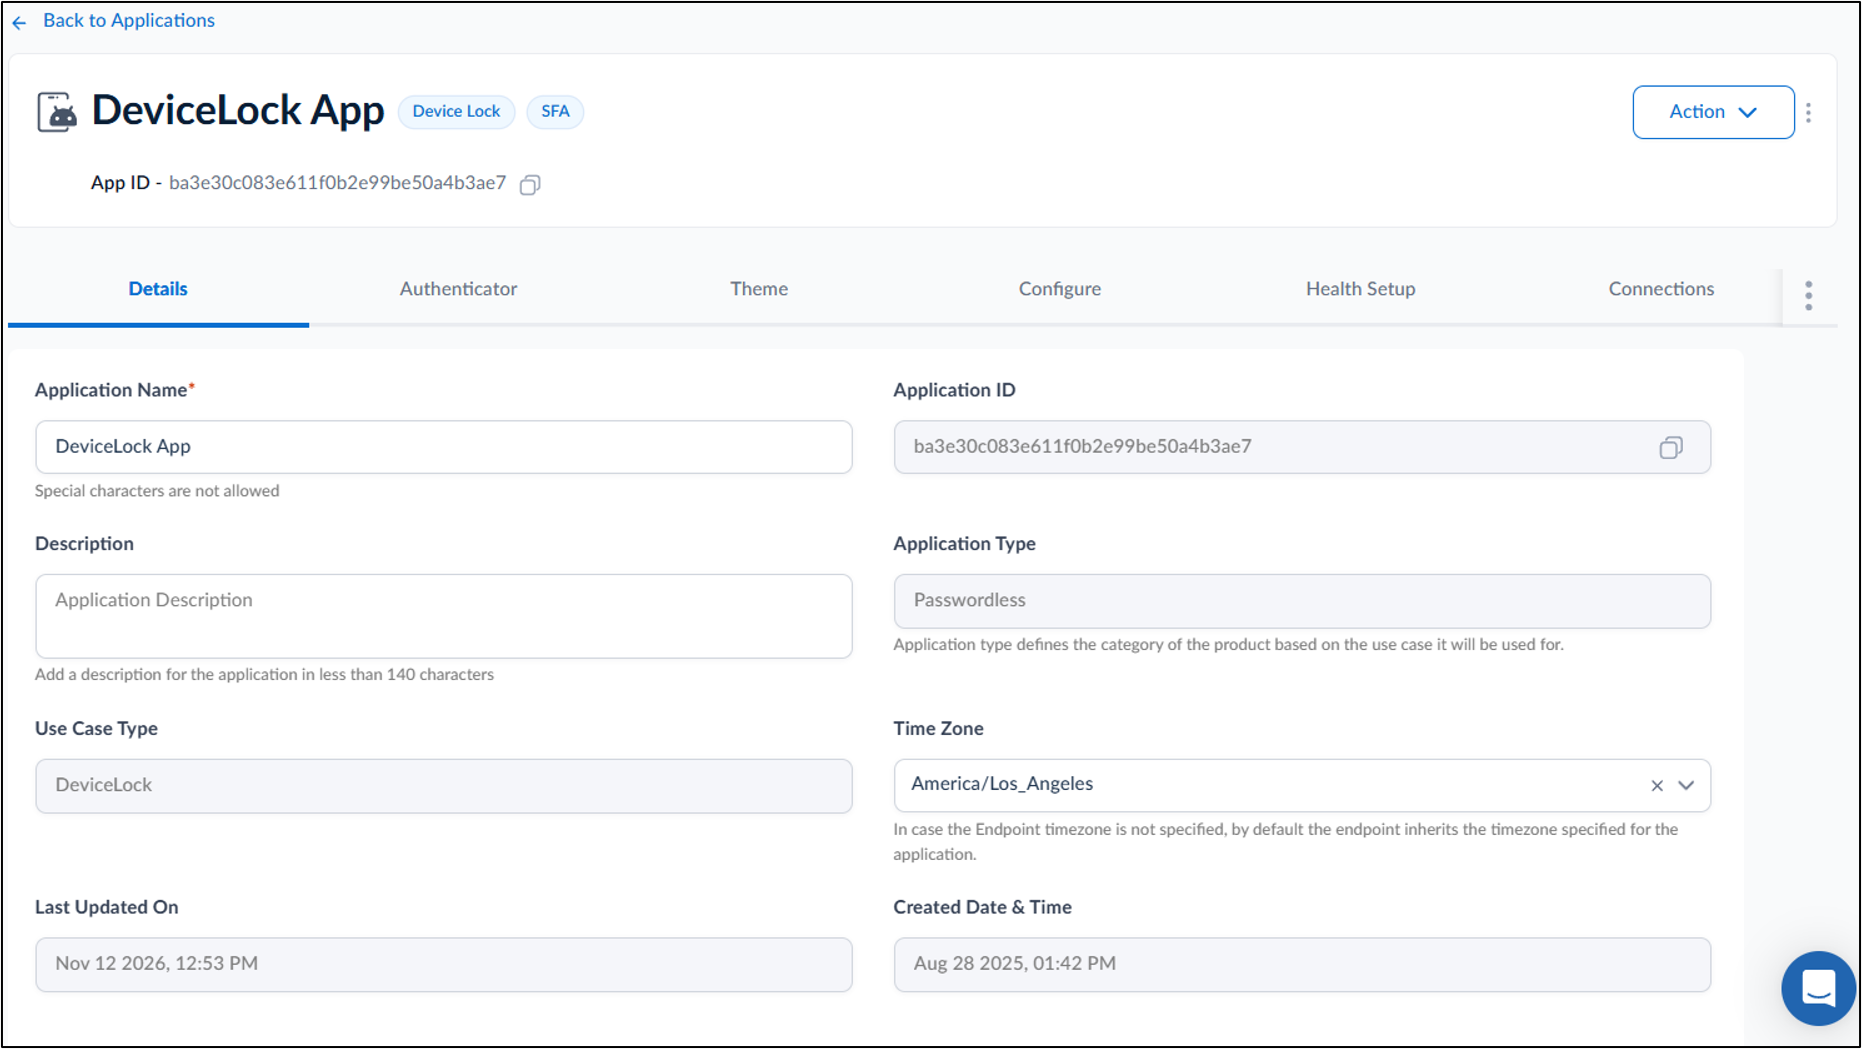 Back to Applications
DeviceLock App Device Lock SFA
Action
App ID - ba3e30c083e611f0b2e99be50a4b3ae7
Details Authenticator Theme Configure Health Setup Connections
Application Name*
DeviceLock App
Special characters are not allowed
Application ID
ba3e30c083e611f0b2e99be50a4b3ae7
Description
Application Description
Add a description for the application in less than 140 characters
Application Type
Passwordless
Application type defines the category of the product based on the use case it will be used for.
Use Case Type
DeviceLock
Time Zone
America/Los_Angeles
In case the Endpoint timezone is not specified, by default the endpoint inherits the timezone specified for the
application.
Last Updated On
Nov 12 2026, 12:53 PM
Created Date & Time
Aug 28 2025, 01:42 PM